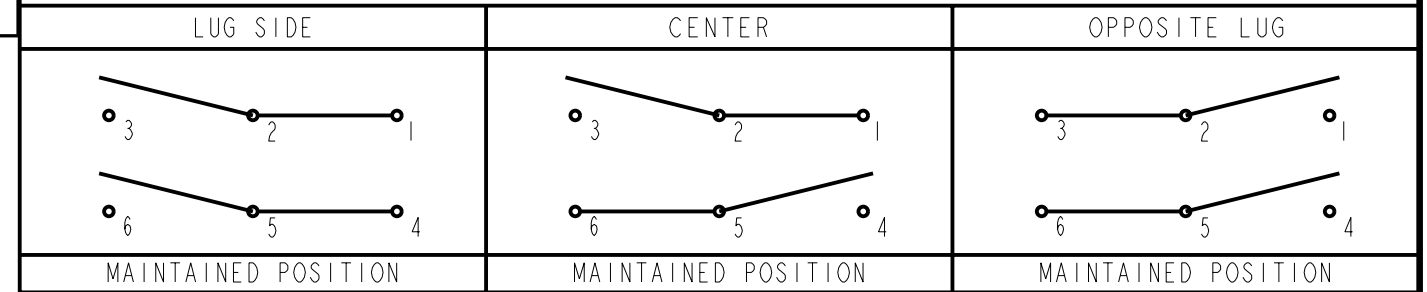 LUG SIDE CENTER OPPOSITE LUG
3 2 1 3 2 1 3 2 1
6 5 4 6 5 4 6 5 4
MAINTAINED POSITION MAINTAINED POSITION MAINTAINED POSITION